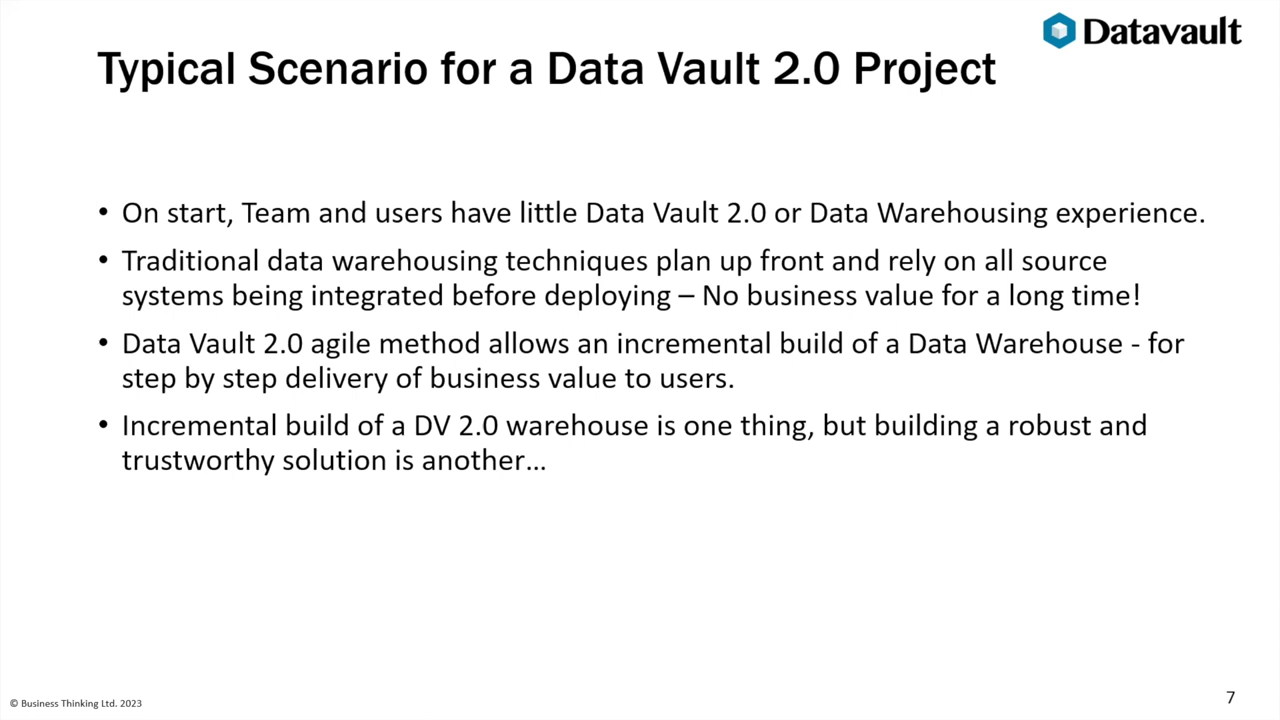 Datavault
Typical Scenario for a Data Vault 2.0 Project
• On start, Team and users have little Data Vault 2.0 or Data Warehousing experience.
• Traditional data warehousing techniques plan up front and rely on all source
systems being integrated before deploying – No business value for a long time!
• Data Vault 2.0 agile method allows an incremental build of a Data Warehouse - for
step by step delivery of business value to users.
• Incremental build of a DV 2.0 warehouse is one thing, but building a robust and
trustworthy solution is another…
© Business Thinking Ltd. 2023
7